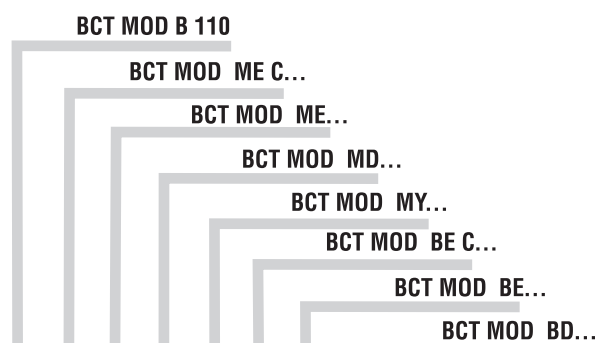 BCT MOD B 110
BCT MOD ME C...
BCT MOD ME...
BCT MOD MD...
BCT MOD MY...
BCT MOD BE C...
BCT MOD BE...
BCT MOD BD...